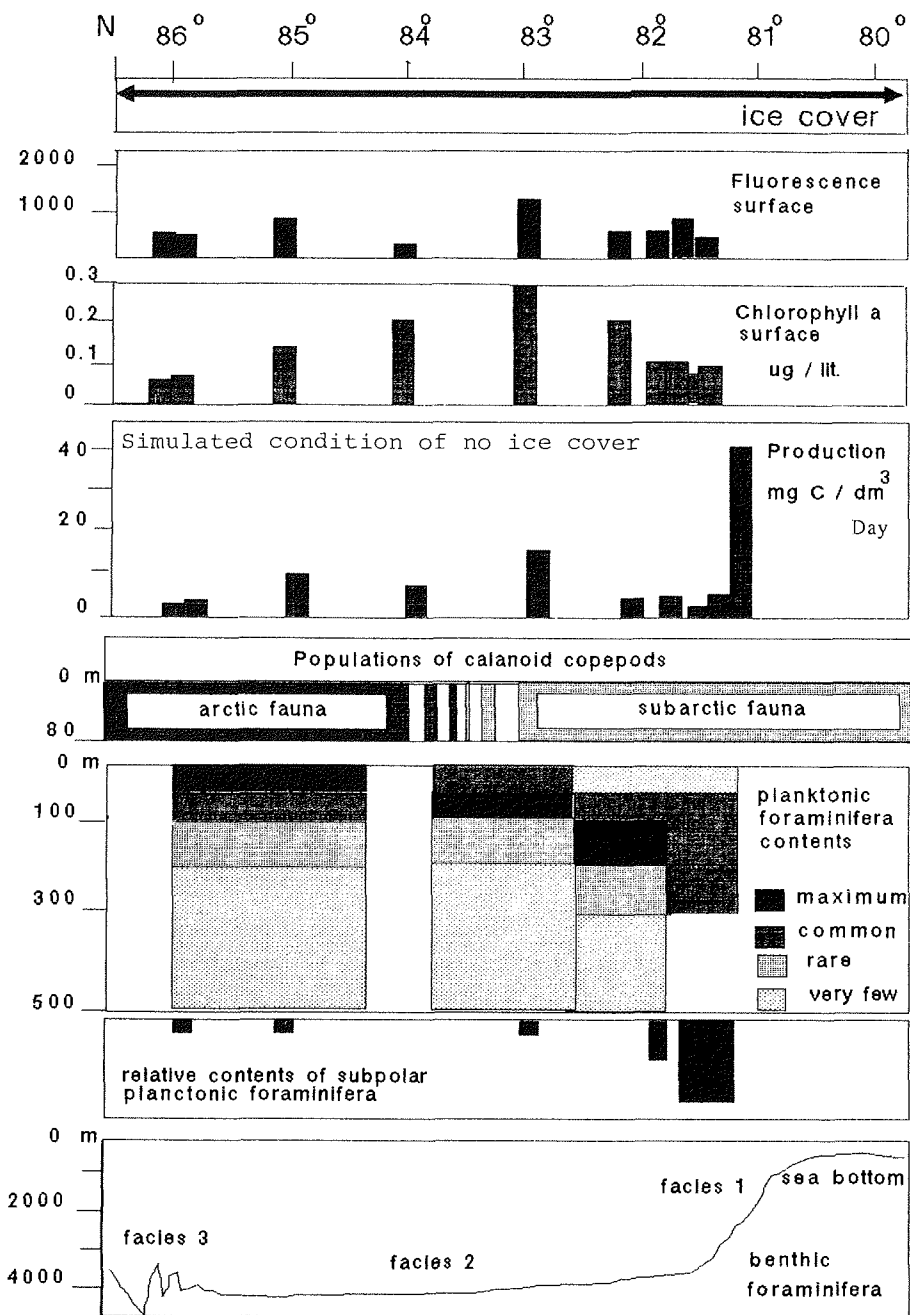 N 86° 85° 84° 83° 82° 81° 80°
ice cover
2000
1000
Fluorescence
surface
0.3
0.2
0.1
0
Chlorophyll a
surface
ug / lit.
Simulated condition of no ice cover
40
20
0
Production
mg C / dm³
Day
Populations of calanoid copepods
0 m
80
arctic fauna
subarctic fauna
0 m
100
300
500
planktonic
foraminifera
contents
maximum
common
rare
very few
relative contents of subpolar
planctonic foraminifera
0 m
2000
4000
facies 3
facies 2
facies 1
sea bottom
benthic
foraminifera